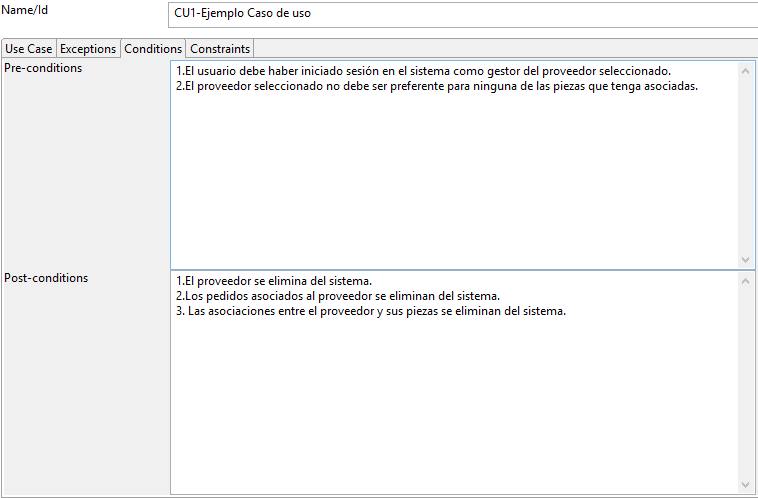 Name/Id
CU1-Ejemplo Caso de uso
Use Case Exceptions Conditions Constraints
Pre-conditions
1.El usuario debe haber iniciado sesión en el sistema como gestor del proveedor seleccionado.
2.El proveedor seleccionado no debe ser preferente para ninguna de las piezas que tenga asociadas.
Post-conditions
1.El proveedor se elimina del sistema.
2.Los pedidos asociados al proveedor se eliminan del sistema.
3. Las asociaciones entre el proveedor y sus piezas se eliminan del sistema.